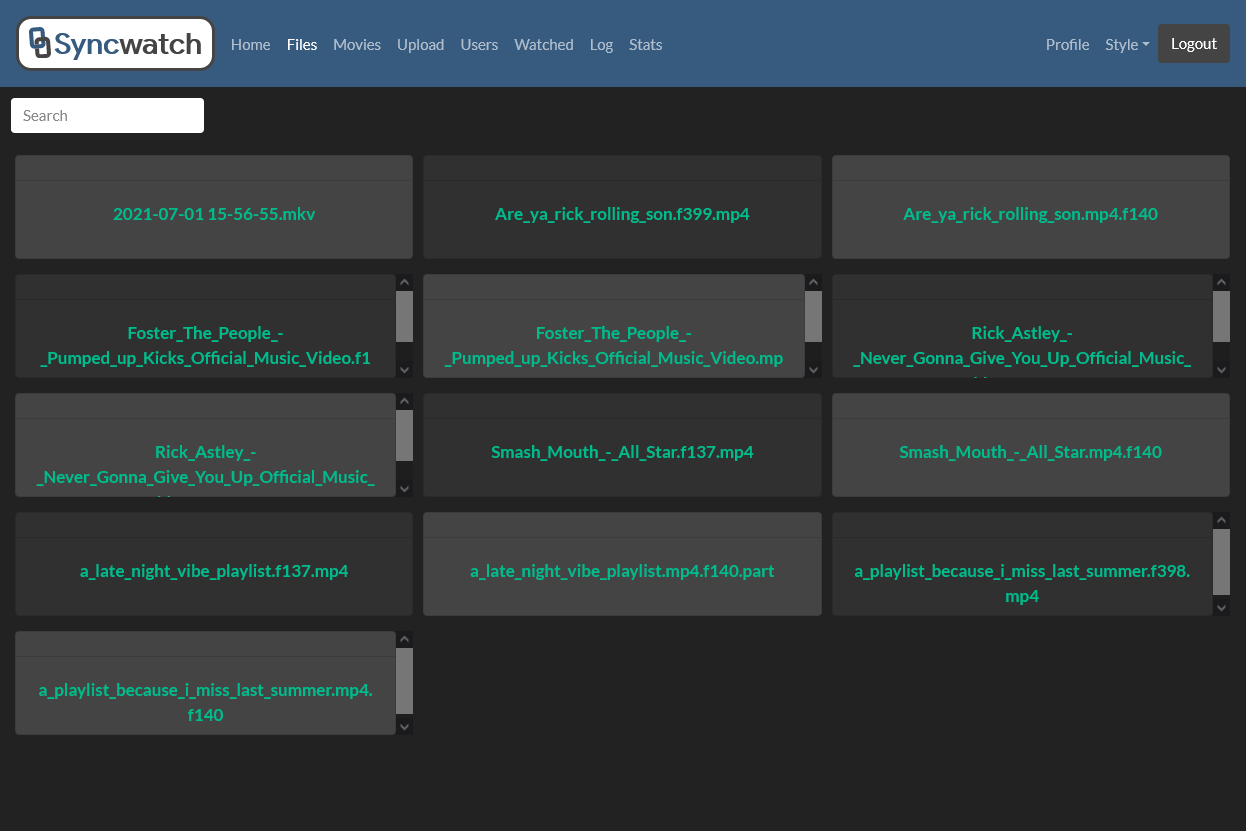 Syncwatch Home Files Movies Upload Users Watched Log Stats Profile Style Logout
Search
2021-07-01 15-56-55.mkv
Are_ya_rick_rolling_son.f399.mp4
Are_ya_rick_rolling_son.mp4.f140
Foster_The_People_-
_Pumped_up_Kicks_Official_Music_Video.f1
Foster_The_People_-
_Pumped_up_Kicks_Official_Music_Video.mp
Rick_Astley_-
_Never_Gonna_Give_You_Up_Official_Music_
Rick_Astley_-
_Never_Gonna_Give_You_Up_Official_Music_
Smash_Mouth_-_All_Star.f137.mp4
Smash_Mouth_-_All_Star.mp4.f140
a_late_night_vibe_playlist.f137.mp4
a_late_night_vibe_playlist.mp4.f140.part
a_playlist_because_i_miss_last_summer.f398.
mp4
a_playlist_because_i_miss_last_summer.mp4.
f140